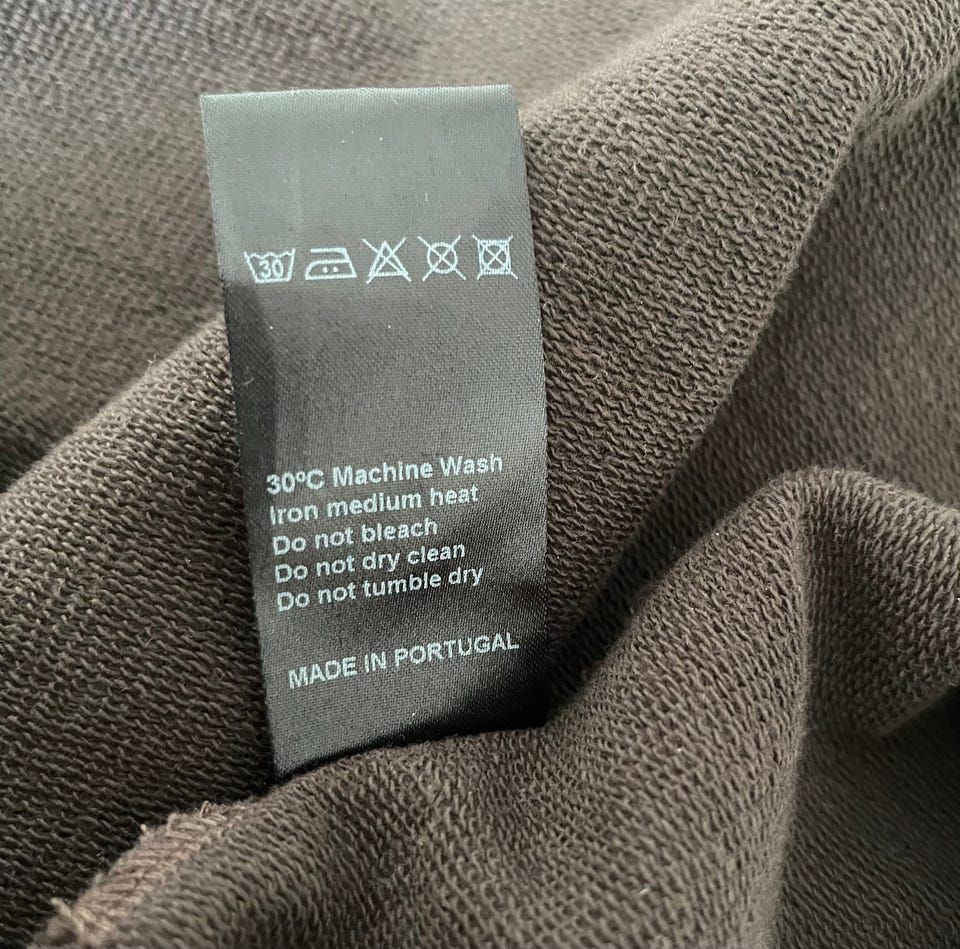 30
30ºC Machine Wash
Iron medium heat
Do not bleach
Do not dry clean
Do not tumble dry
MADE IN PORTUGAL